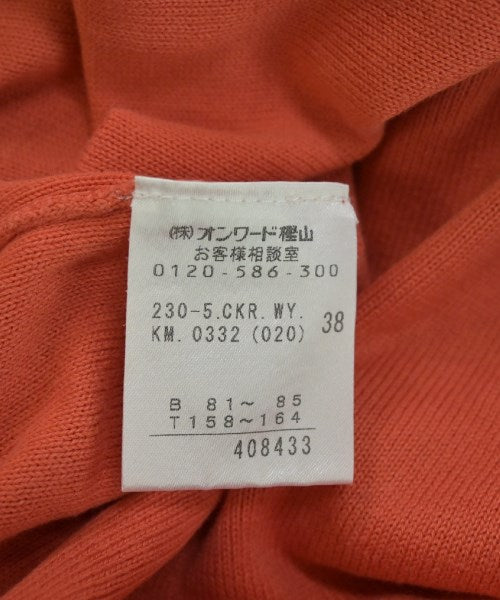 (株)オンワード樫山
お客様相談室
0120-586-300
230-5.CKR.WY.
KM.0332(020) 38
B 81~ 85
T158~164
408433